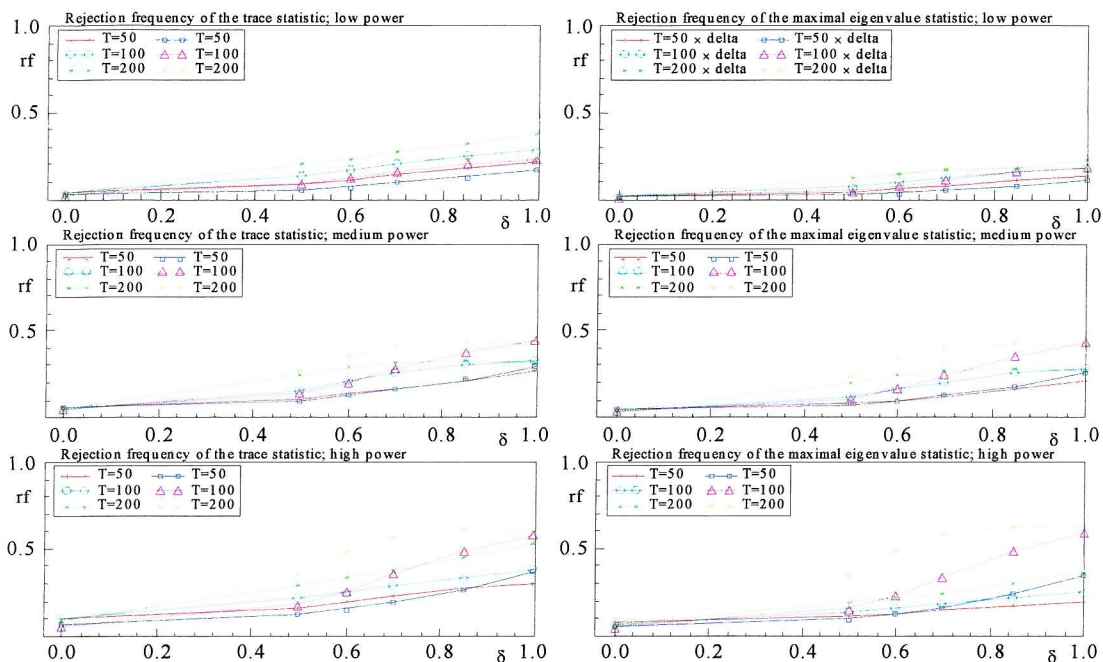 Rejection frequency of the trace statistic; low power
1.0
rf
0.5
T=50 T=50
T=100 T=100
T=200 T=200
0.0 0.2 0.4 0.6 0.8 1.0
δ
Rejection frequency of the maximal eigenvalue statistic; low power
1.0
rf
0.5
T=50 × delta T=50 × delta
T=100 × delta T=100 × delta
T=200 × delta T=200 × delta
0.0 0.2 0.4 0.6 0.8 1.0
δ
Rejection frequency of the trace statistic; medium power
1.0
rf
0.5
T=50 T=50
T=100 T=100
T=200 T=200
0.0 0.2 0.4 0.6 0.8 1.0
δ
Rejection frequency of the maximal eigenvalue statistic; medium power
1.0
rf
0.5
T=50 T=50
T=100 T=100
T=200 T=200
0.0 0.2 0.4 0.6 0.8 1.0
δ
Rejection frequency of the trace statistic; high power
1.0
rf
0.5
T=50 T=50
T=100 T=100
T=200 T=200
0.0 0.2 0.4 0.6 0.8 1.0
δ
Rejection frequency of the maximal eigenvalue statistic; high power
1.0
rf
0.5
T=50 T=50
T=100 T=100
T=200 T=200
0.0 0.2 0.4 0.6 0.8 1.0
δ